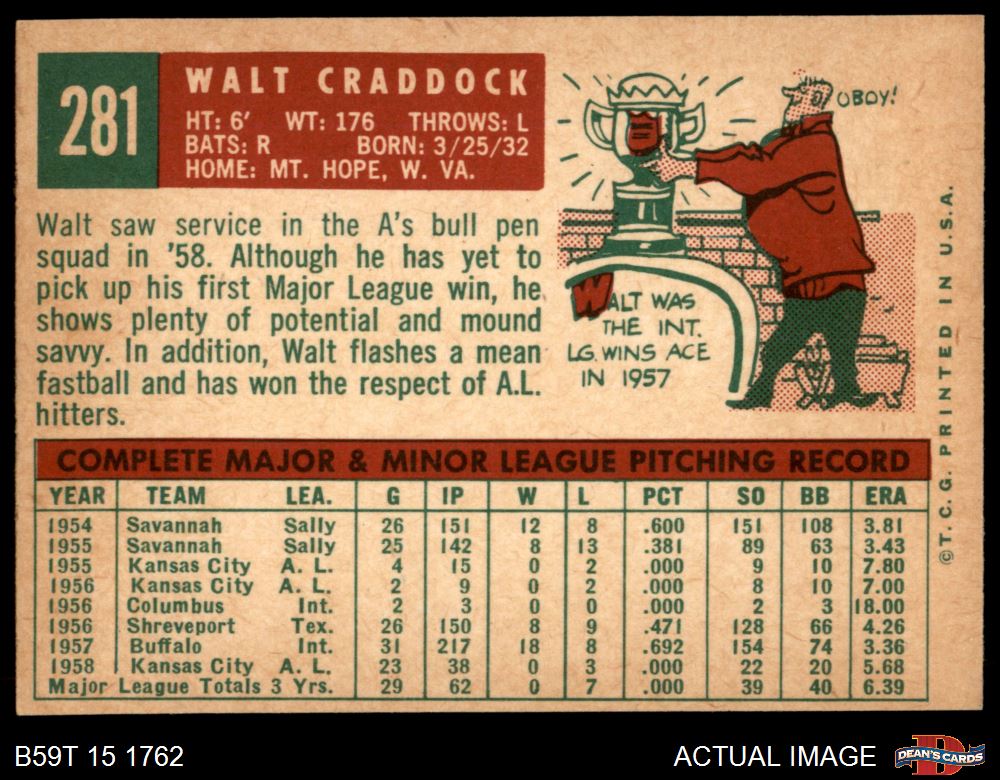 281
WALT CRADDOCK
HT: 6' WT: 176 THROWS: L
BATS: R BORN: 3/25/32
HOME: MT. HOPE, W. VA.
OBOY!
Walt saw service in the A's bull pen
squad in '58. Although he has yet to
pick up his first Major League win, he
shows plenty of potential and mound
savvy. In addition, Walt flashes a mean
fastball and has won the respect of A.L.
hitters.
WALT WAS
THE INT.
LG. WINS ACE
IN 1957
© T. C. G. PRINTED IN U.S.A.
COMPLETE MAJOR & MINOR LEAGUE PITCHING RECORD
YEAR TEAM LEA. G IP W L PCT SO BB ERA
1954 Savannah Sally 26 151 12 8 .600 151 108 3.81
1955 Savannah Sally 25 142 8 13 .381 89 63 3.43
1955 Kansas City A. L. 4 15 0 2 .000 9 10 7.80
1956 Kansas City A. L. 2 9 0 2 .000 8 10 7.00
1956 Columbus Int. 2 3 0 0 .000 2 3 18.00
1956 Shreveport Tex. 26 150 8 9 .471 128 66 4.26
1957 Buffalo Int. 31 217 18 8 .692 154 74 3.36
1958 Kansas City A. L. 23 38 0 3 .000 22 20 5.68
Major League Totals 3 Yrs. 29 62 0 7 .000 39 40 6.39
B59T 15 1762
ACTUAL IMAGE
D
DEAN'S CARDS